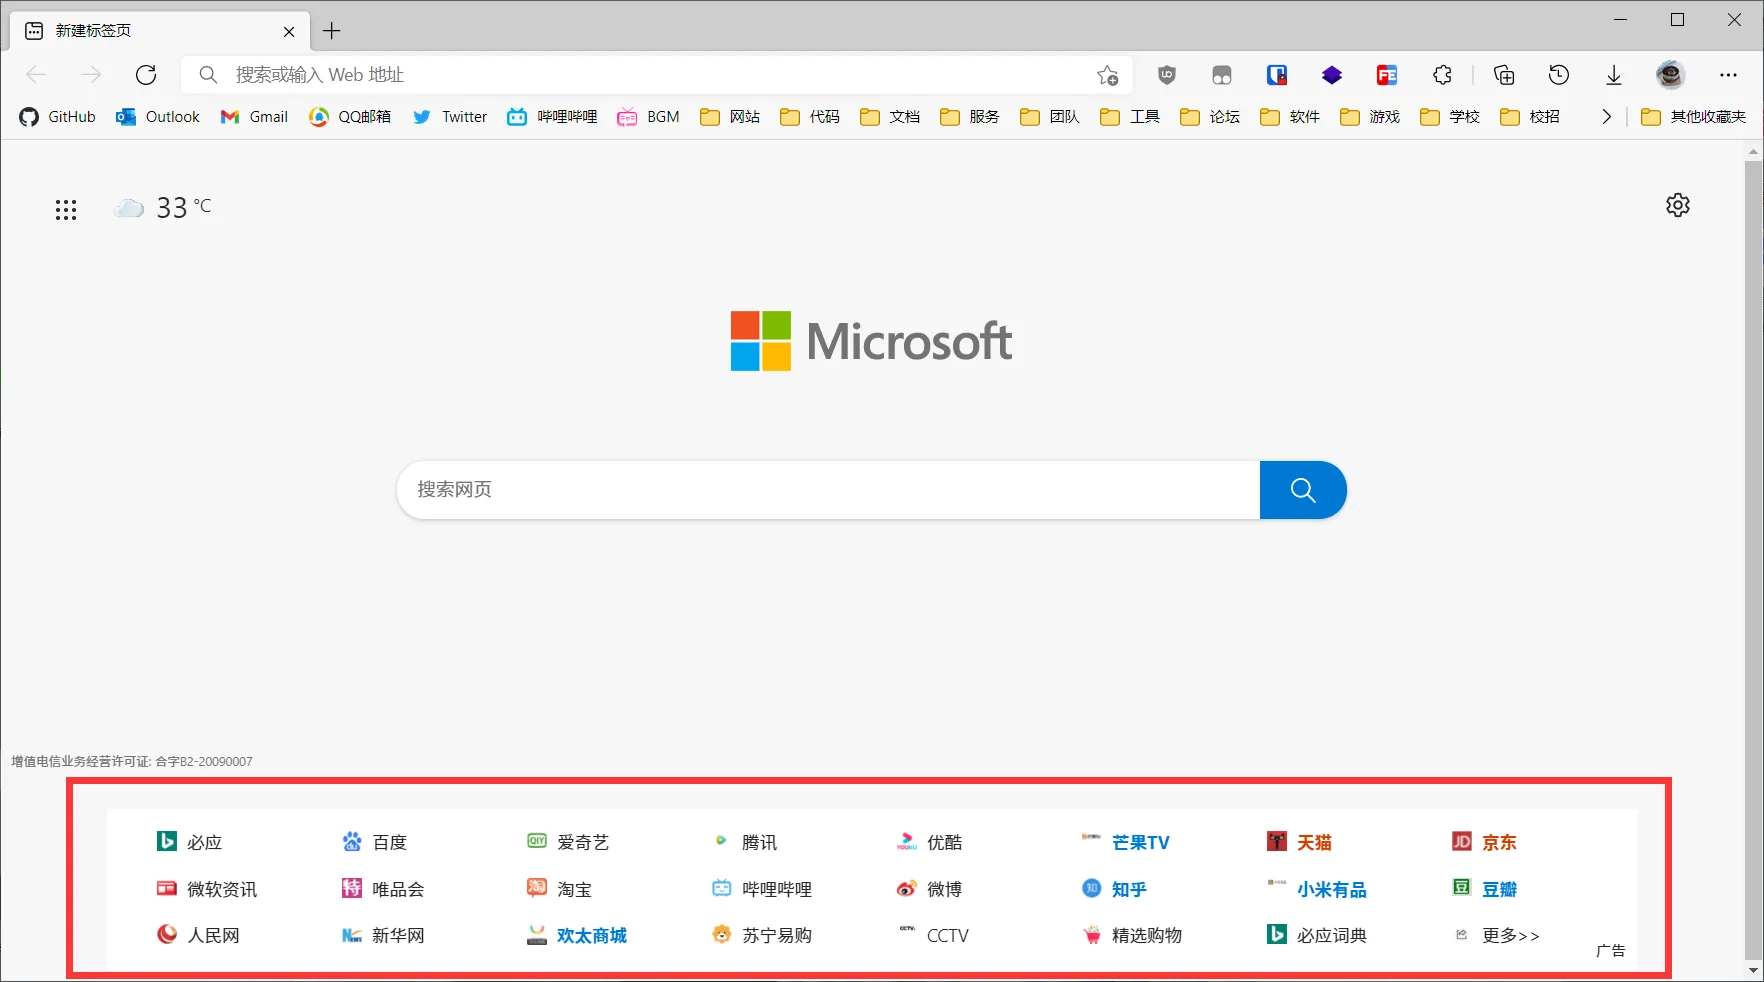 新建标签页
搜索或输入 Web 地址
GitHub Outlook Gmail QQ邮箱 Twitter 哔哩哔哩 BGM 网站 代码 文档 服务 团队 工具 论坛 软件 游戏 学校 校招 其他收藏夹
33 °C
Microsoft
搜索网页
增值电信业务经营许可证: 合字B2-20090007
必应 百度 爱奇艺 腾讯 优酷 芒果TV 天猫 京东
微软资讯 唯品会 淘宝 哔哩哔哩 微博 知乎 小米有品 豆瓣
人民网 新华网 欢太商城 苏宁易购 CCTV 精选购物 必应词典 更多>>
广告